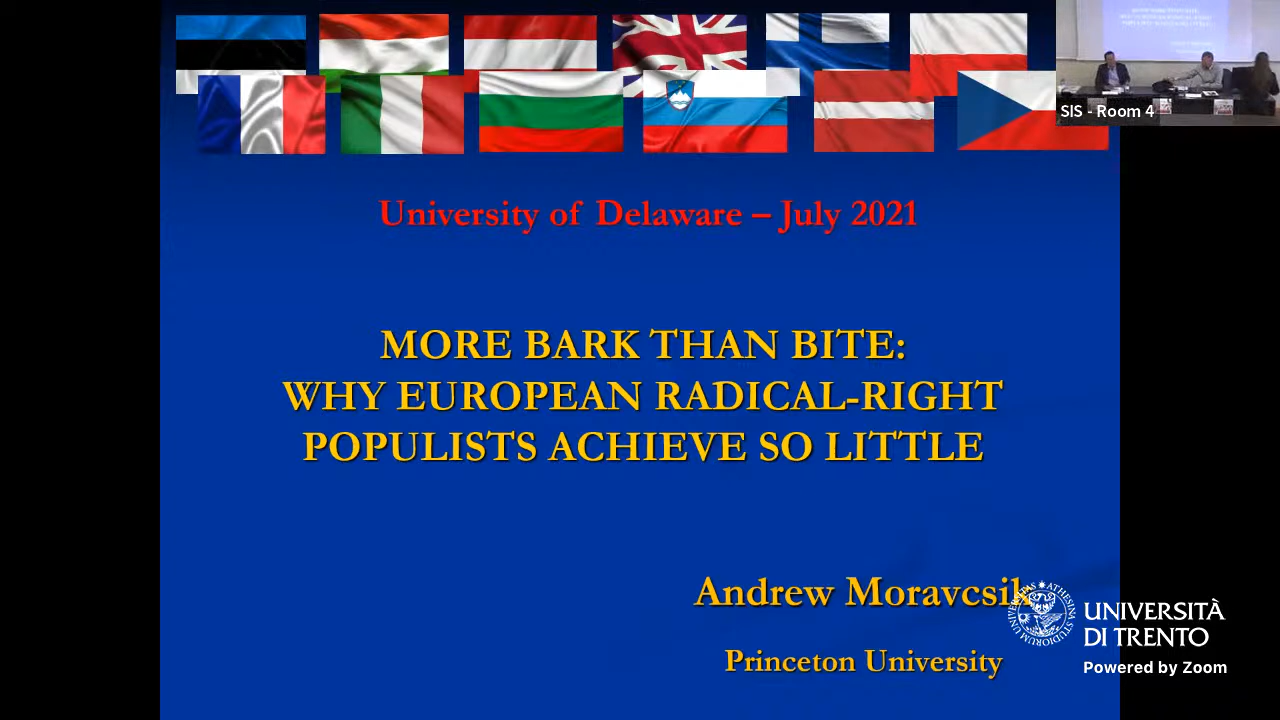 SIS - Room 4
University of Delaware – July 2021
MORE BARK THAN BITE:
WHY EUROPEAN RADICAL-RIGHT
POPULISTS ACHIEVE SO LITTLE
Andrew Moravcsik
Princeton University
UNIVERSITÀ
DI TRENTO
Powered by Zoom